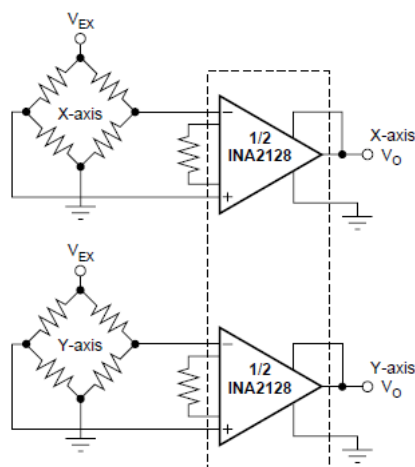 VEX
X-axis
−
1/2
INA2128
+
X-axis
VO
VEX
Y-axis
−
1/2
INA2128
+
Y-axis
VO